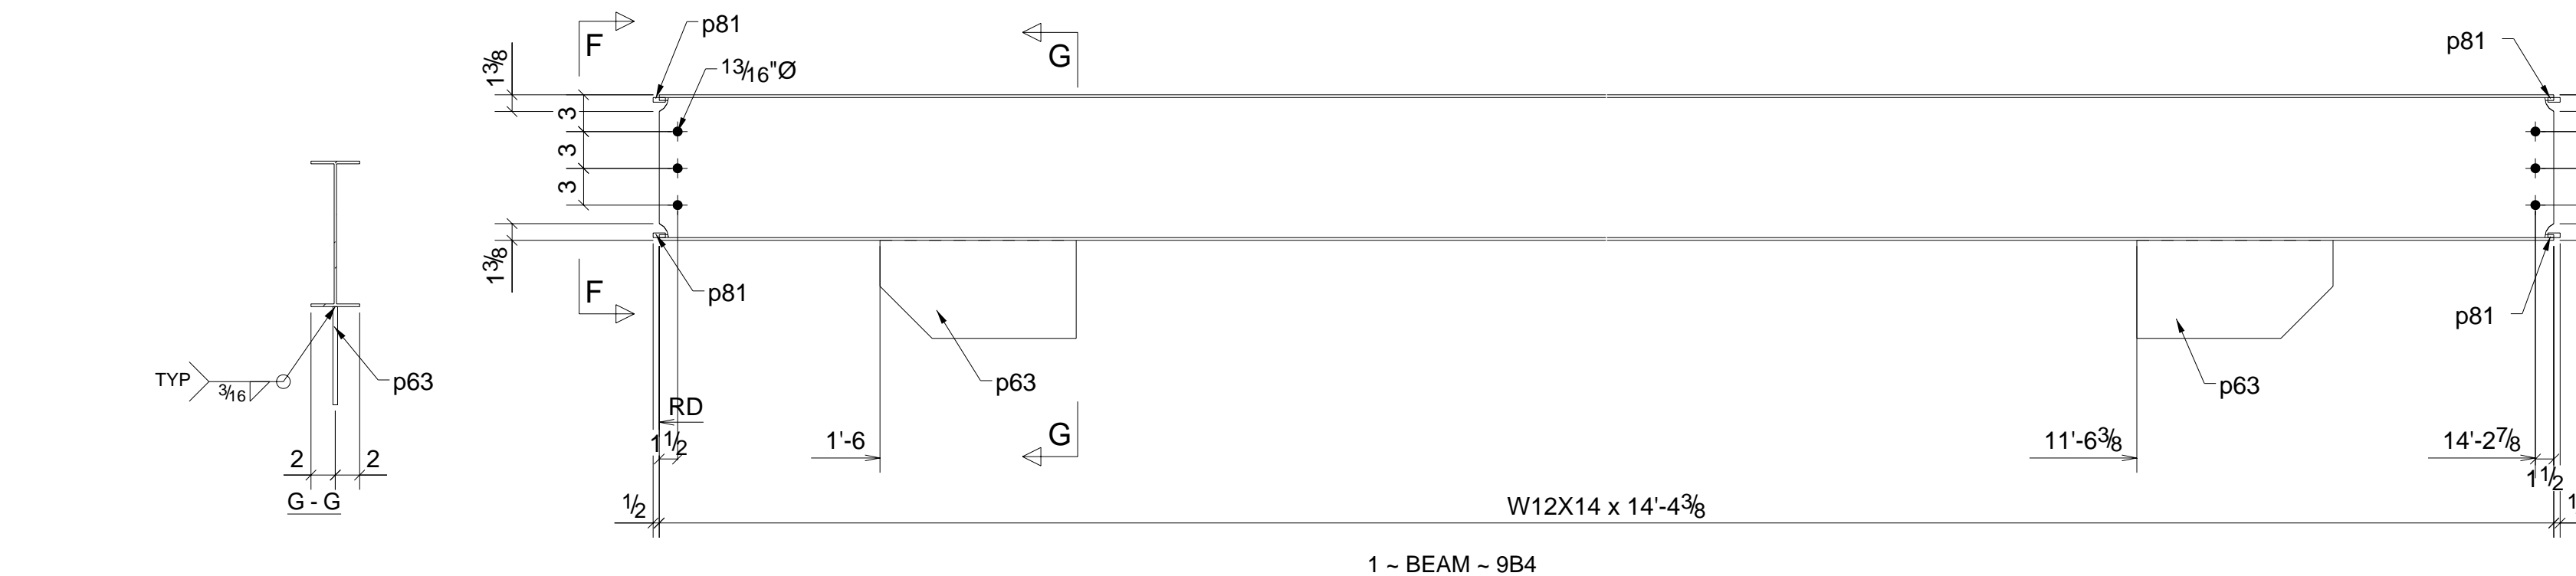 F
p81
13/16"Ø
G
p81
1 3/8
3
3
3
1 3/8
F
p81
p81
TYP
3/16
p63
p63
p63
RD
1 1/2
1'-6
G
11'-6 3/8
14'-2 7/8
1 1/2
2
2
G - G
1/2
W12X14 x 14'-4 3/8
1 ~ BEAM ~ 9B4